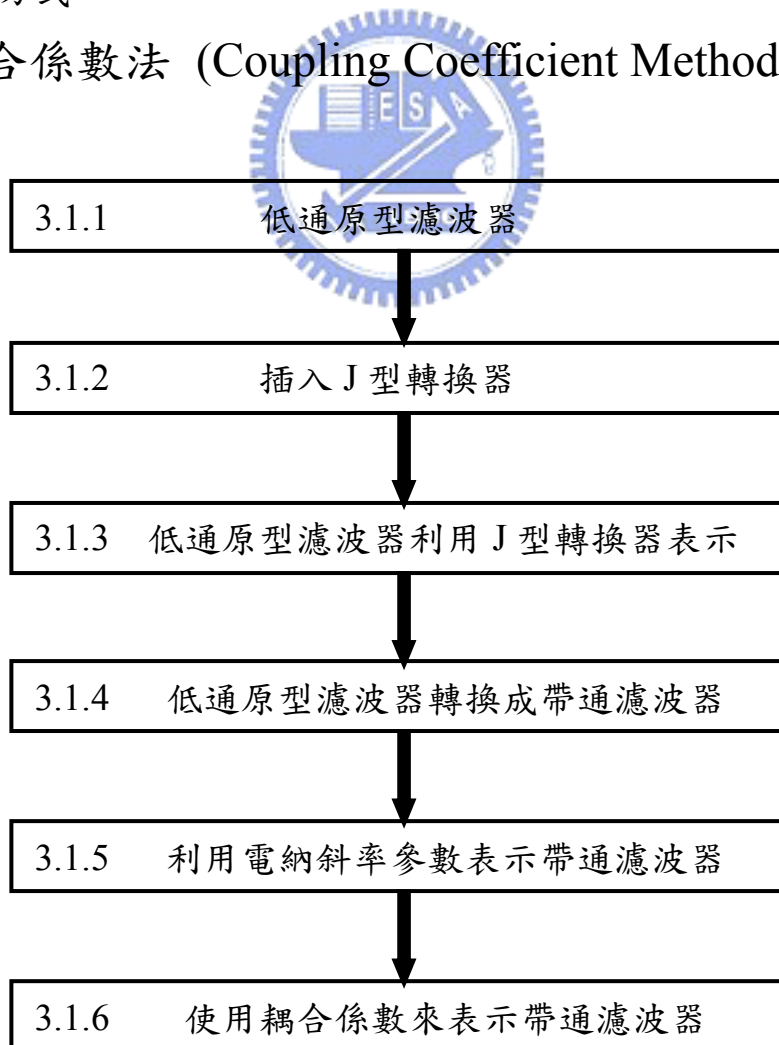 合係數法 (Coupling Coefficient Method
E S A
3.1.1 低通原型濾波器
3.1.2 插入 J 型轉換器
3.1.3 低通原型濾波器利用 J 型轉換器表示
3.1.4 低通原型濾波器轉換成帶通濾波器
3.1.5 利用電納斜率參數表示帶通濾波器
3.1.6 使用耦合係數來表示帶通濾波器